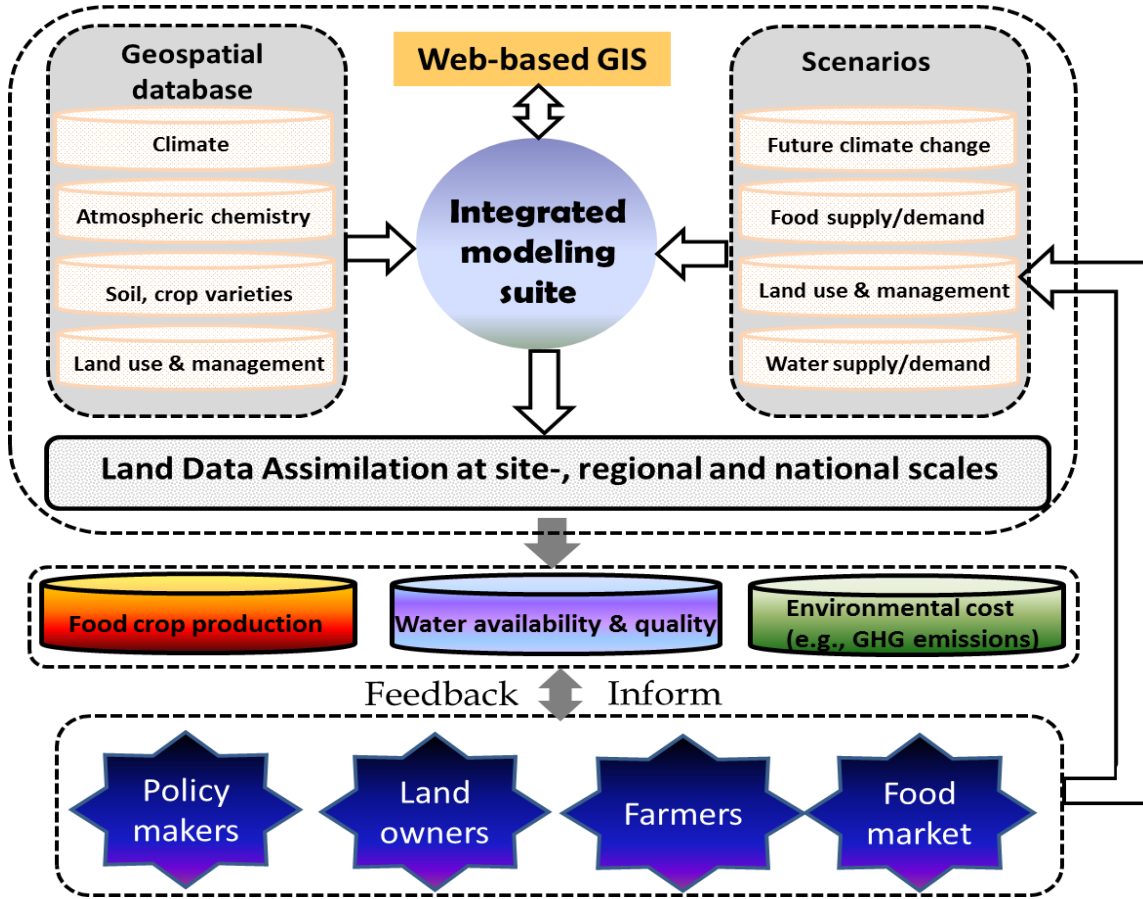 Geospatial
database
Climate
Atmospheric chemistry
Soil, crop varieties
Land use & management
Web-based GIS
Integrated
modeling
suite
Scenarios
Future climate change
Food supply/demand
Land use & management
Water supply/demand
Land Data Assimilation at site-, regional and national scales
Food crop production
Water availability & quality
Environmental cost
(e.g., GHG emissions)
Feedback
Inform
Policy
makers
Land
owners
Farmers
Food
market